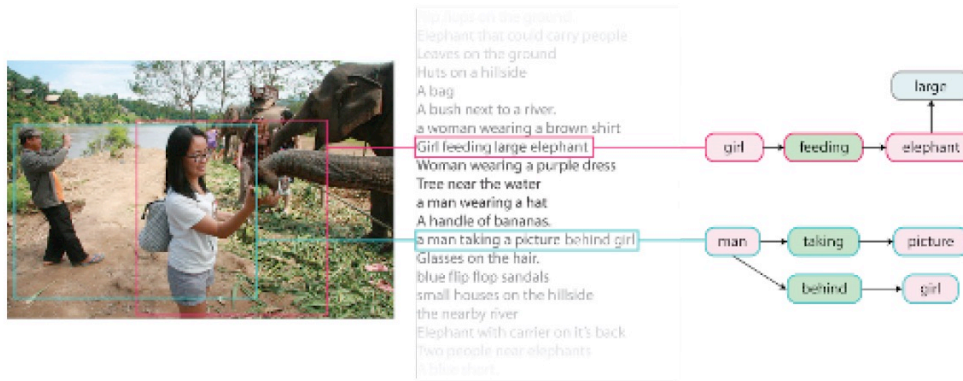 Flip flops on the ground.
Elephant that could carry people
Leaves on the ground
Huts on a hillside
A bag
A bush next to a river.
a woman wearing a brown shirt
Girl feeding large elephant
Woman wearing a purple dress
Tree near the water
a man wearing a hat
A handle of bananas.
a man taking a picture behind girl
Glasses on the hair.
blue flip flop sandals
small houses on the hillside
the nearby river
Elephant with carrier on it's back
Two people near elephants
large
girl feeding elephant
man taking picture
behind girl